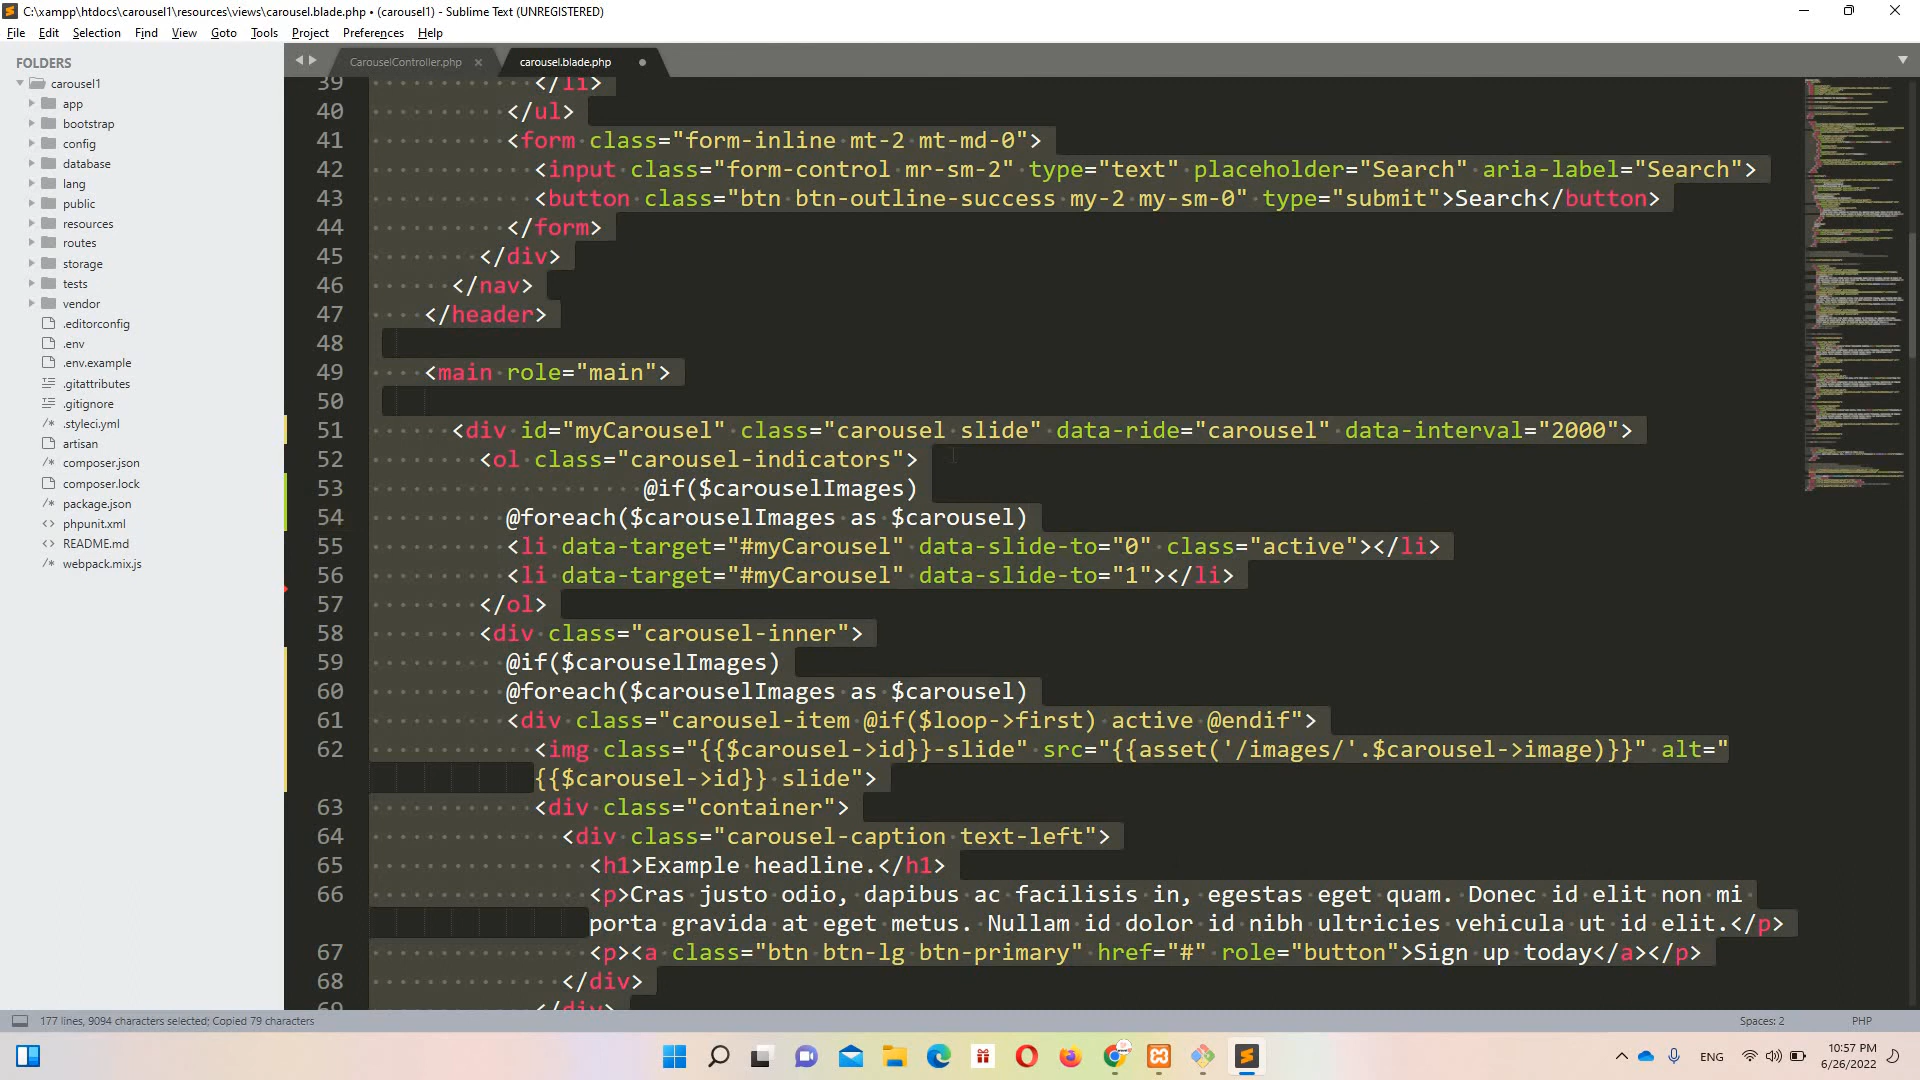 C:\xampp\htdocs\carousel1\resources\views\carousel.blade.php • (carousel1) - Sublime Text (UNREGISTERED)
File Edit Selection Find View Goto Tools Project Preferences Help
FOLDERS
carousel1
app
bootstrap
config
database
lang
public
resources
routes
storage
tests
vendor
.editorconfig
.env
.env.example
.gitattributes
.gitignore
.styleci.yml
artisan
composer.json
composer.lock
package.json
phpunit.xml
README.md
webpack.mix.js
CarouselController.php carousel.blade.php
39 </li>
40 </ul>
41 <form class="form-inline mt-2 mt-md-0">
42 <input class="form-control mr-sm-2" type="text" placeholder="Search" aria-label="Search">
43 <button class="btn btn-outline-success my-2 my-sm-0" type="submit">Search</button>
44 </form>
45 </div>
46 </nav>
47 </header>
48
49 <main role="main">
50
51 <div id="myCarousel" class="carousel slide" data-ride="carousel" data-interval="2000">
52 <ol class="carousel-indicators">
53 @if($carouselImages)
54 @foreach($carouselImages as $carousel)
55 <li data-target="#myCarousel" data-slide-to="0" class="active"></li>
56 <li data-target="#myCarousel" data-slide-to="1"></li>
57 </ol>
58 <div class="carousel-inner">
59 @if($carouselImages)
60 @foreach($carouselImages as $carousel)
61 <div class="carousel-item @if($loop->first) active @endif">
62 <img class="{{$carousel->id}}-slide" src="{{asset('/images/'.$carousel->image)}}" alt="
{{$carousel->id}} slide">
63 <div class="container">
64 <div class="carousel-caption text-left">
65 <h1>Example headline.</h1>
66 <p>Cras justo odio, dapibus ac facilisis in, egestas eget quam. Donec id elit non mi
porta gravida at eget metus. Nullam id dolor id nibh ultricies vehicula ut id elit.</p>
67 <p><a class="btn btn-lg btn-primary" href="#" role="button">Sign up today</a></p>
68 </div>
69 </div>
177 lines, 9094 characters selected; Copied 79 characters
Spaces: 2 PHP
ENG
10:57 PM
6/26/2022